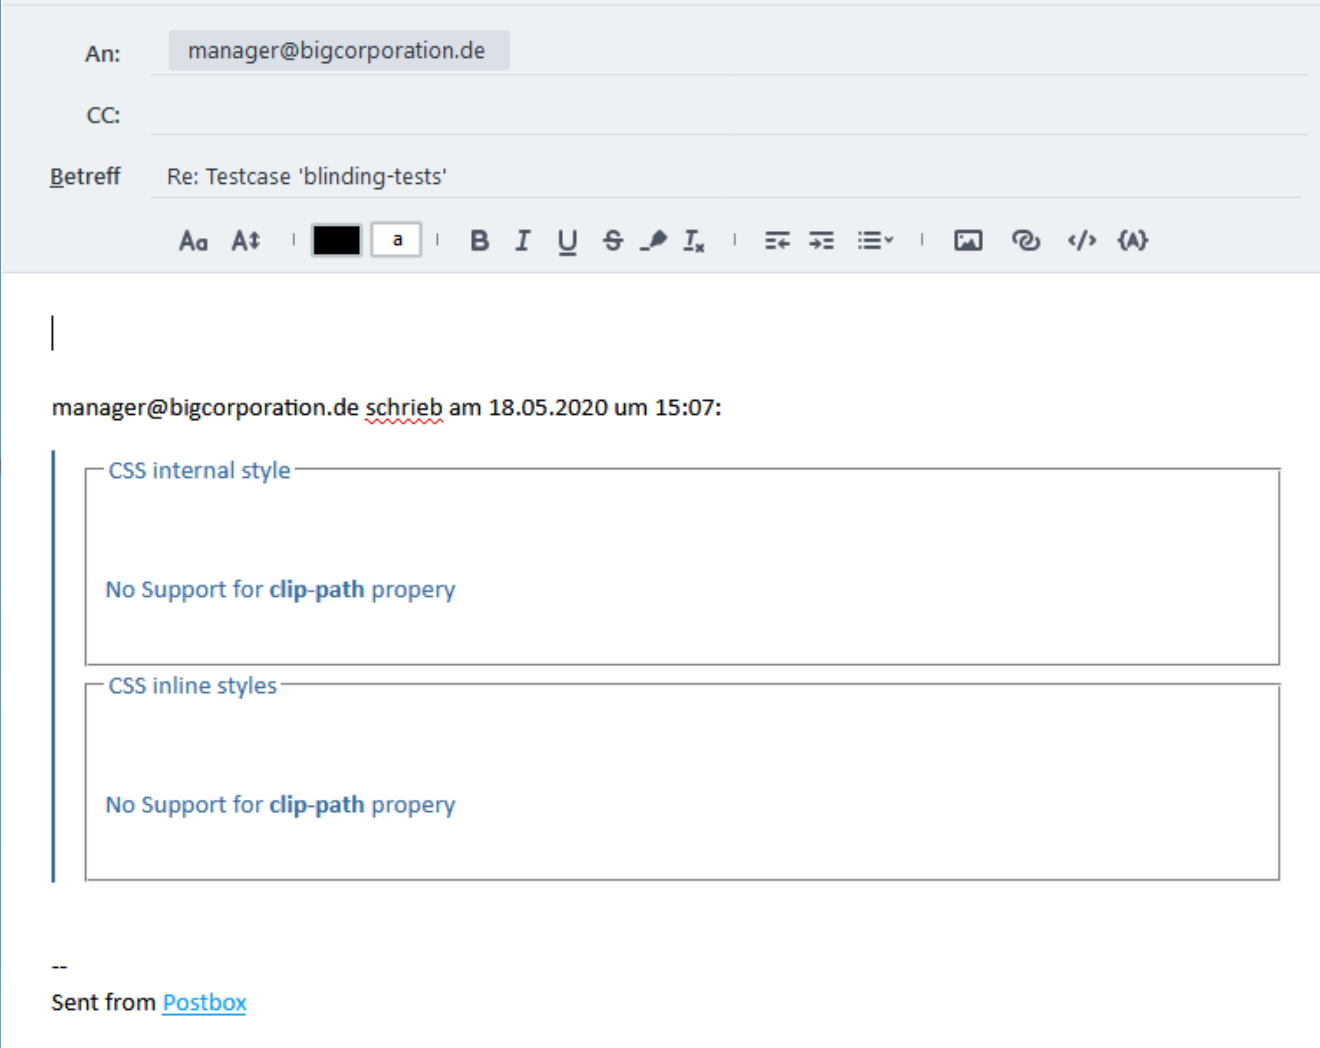 An: manager@bigcorporation.de
CC:
Betreff Re: Testcase 'blinding-tests'
Aa A a B I U S Ix </> {A}
manager@bigcorporation.de schrieb am 18.05.2020 um 15:07:
CSS internal style
No Support for clip-path propery
CSS inline styles
No Support for clip-path propery
--
Sent from Postbox